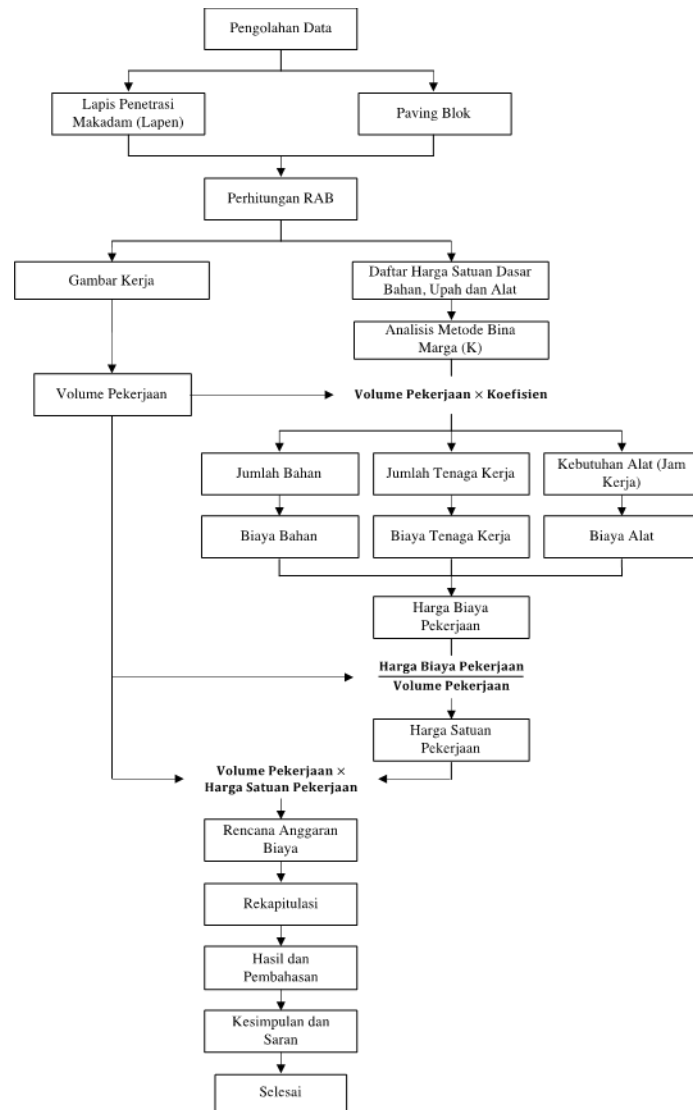 Pengolahan Data
Lapis Penetrasi
Makadam (Lapen)
Paving Blok
Perhitungan RAB
Gambar Kerja
Daftar Harga Satuan Dasar
Bahan, Upah dan Alat
Analisis Metode Bina
Marga (K)
Volume Pekerjaan
Volume Pekerjaan × Koefisien
Jumlah Bahan
Jumlah Tenaga Kerja
Kebutuhan Alat (Jam
Kerja)
Biaya Bahan
Biaya Tenaga Kerja
Biaya Alat
Harga Biaya
Pekerjaan
Harga Biaya Pekerjaan
Volume Pekerjaan
Harga Satuan
Pekerjaan
Volume Pekerjaan ×
Harga Satuan Pekerjaan
Rencana Anggaran
Biaya
Rekapitulasi
Hasil dan
Pembahasan
Kesimpulan dan
Saran
Selesai